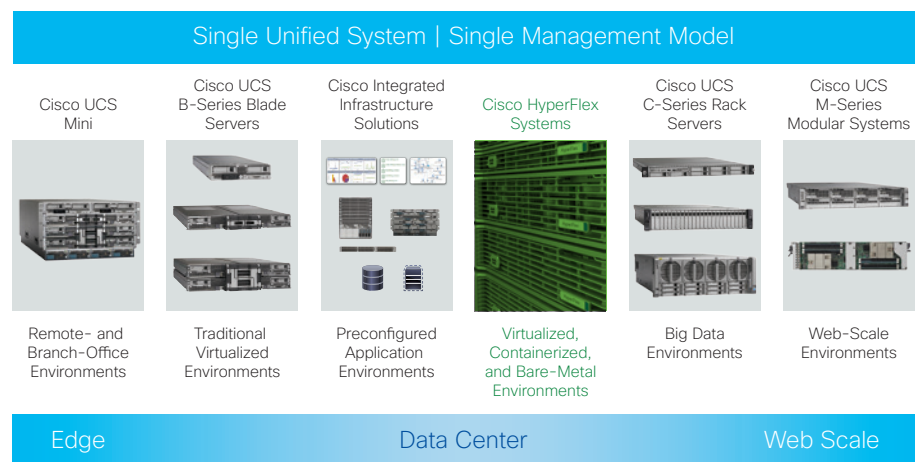 Single Unified System | Single Management Model
Cisco UCS
Mini
Cisco UCS
B-Series Blade
Servers
Cisco Integrated
Infrastructure
Solutions
Cisco HyperFlex
Systems
Cisco UCS
C-Series Rack
Servers
Cisco UCS
M-Series
Modular Systems
Remote- and
Branch-Office
Environments
Traditional
Virtualized
Environments
Preconfigured
Application
Environments
Virtualized,
Containerized,
and Bare-Metal
Environments
Big Data
Environments
Web-Scale
Environments
Edge
Data Center
Web Scale